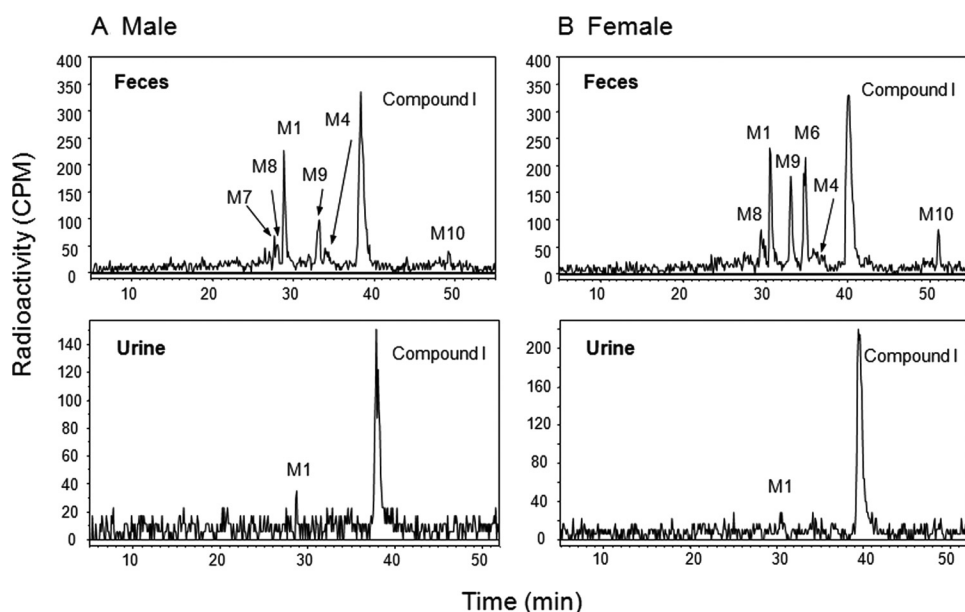 A Male
B Female
Radioactivity (CPM)
Feces
Compound I
M1
M4
M8
M9
M7
M10
400
350
300
250
200
150
100
50
0
10
20
30
40
50
Feces
Compound I
M1
M6
M9
M4
M8
M10
400
350
300
250
200
150
100
50
0
10
20
30
40
50
Urine
Compound I
M1
140
120
100
80
60
40
20
0
10
20
30
40
50
Urine
Compound I
M1
200
160
120
80
40
0
10
20
30
40
50
Time (min)